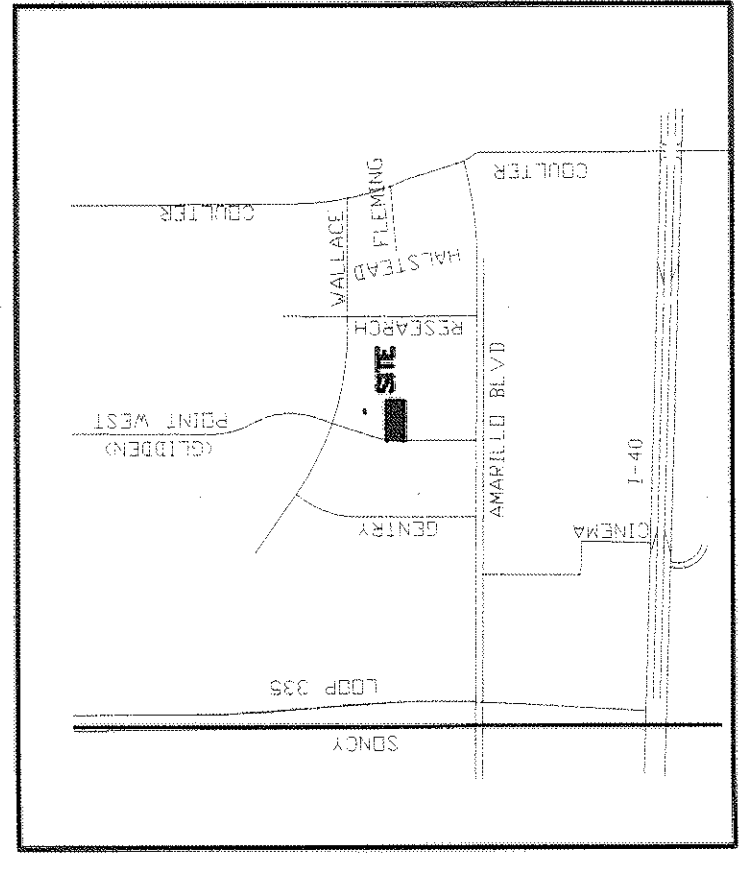 COULTER
COULTER
FLEMING
WALLACE
HALSTEAD
RESEARCH
SITE
POINT WEST
(GLIDDEN)
AMARILLO BLVD
I-40
GENTRY
CINEMA
LOOP 335
SONCY